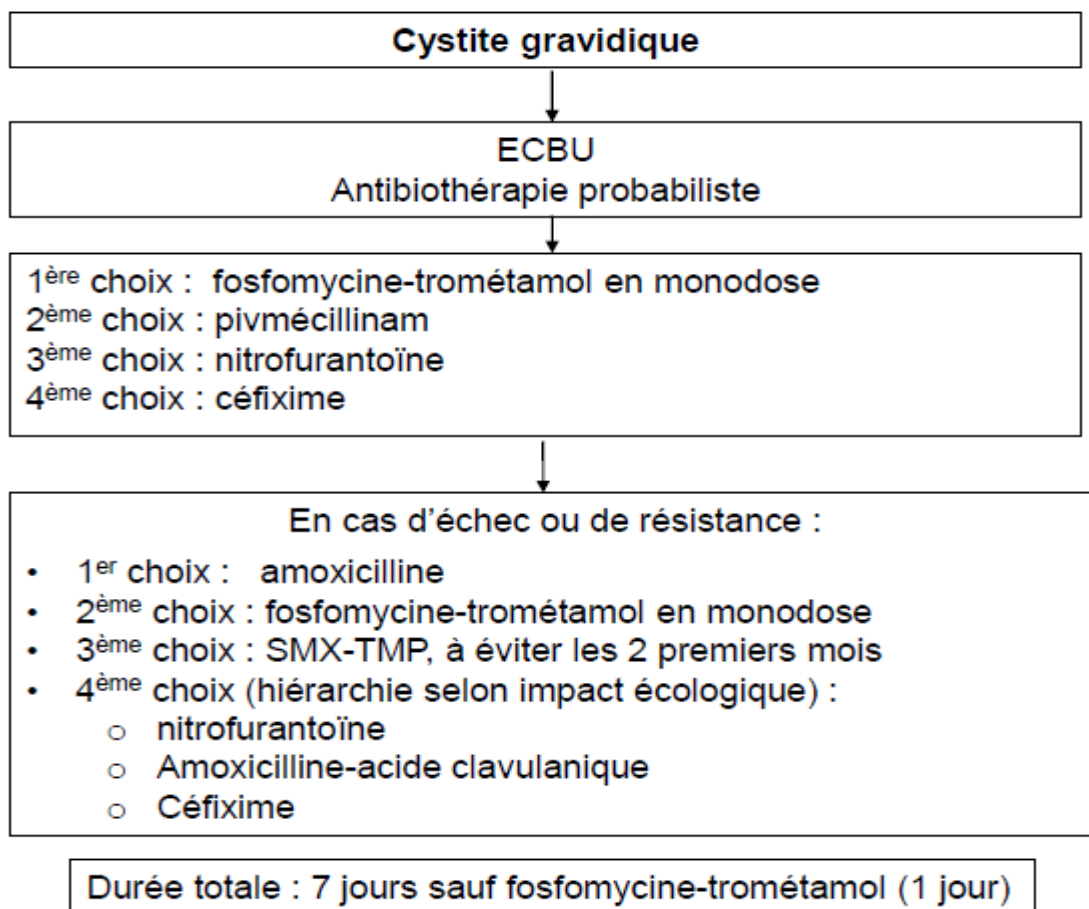 Cystite gravidique
ECBU
Antibiothérapie probabiliste
1ère choix : fosfomycine-trométamol en monodose
2ème choix : pivmécillinam
3ème choix : nitrofurantoïne
4ème choix : céfixime
En cas d'échec ou de résistance :
• 1er choix : amoxicilline
• 2ème choix : fosfomycine-trométamol en monodose
• 3ème choix : SMX-TMP, à éviter les 2 premiers mois
• 4ème choix (hiérarchie selon impact écologique) :
o nitrofurantoïne
o Amoxicilline-acide clavulanique
o Céfixime
Durée totale : 7 jours sauf fosfomycine-trométamol (1 jour)